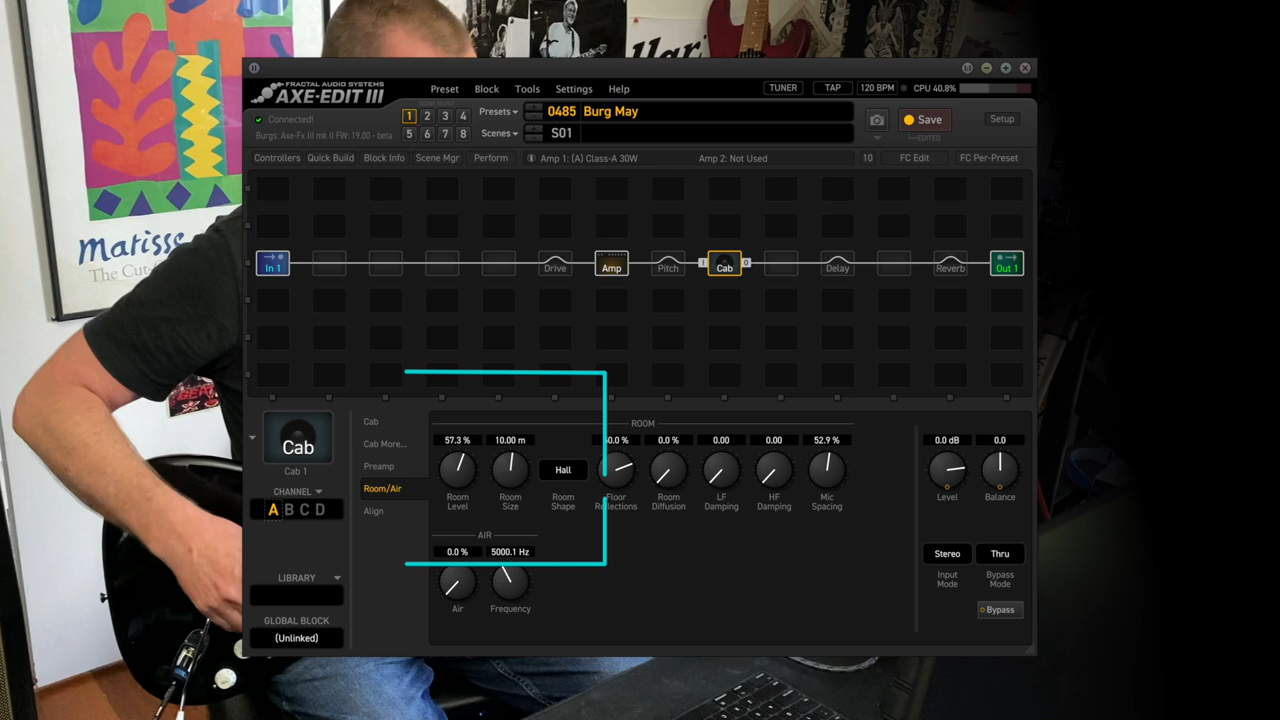 Matisse
The Cut-
FRACTAL AUDIO SYSTEMS
AXE-EDIT III
Preset Block Tools Settings Help
TUNER TAP 120 BPM CPU 40.8%
Connected!
Burgs: Axe-Fx III mk II FW: 19.00 - beta
SCENE SELECT
1 2 3 4
5 6 7 8
Presets 0485 Burg May
Scenes S01
Save
EDITED
Setup
Controllers Quick Build Block Info Scene Mgr Perform Amp 1: (A) Class-A 30W Amp 2: Not Used 10 FC Edit FC Per-Preset
In 1 Drive Amp Pitch I Cab O Delay Reverb Out 1
Cab
Cab 1
CHANNEL
A B C D
LIBRARY
GLOBAL BLOCK
(Unlinked)
Cab
Cab More...
Preamp
Room/Air
Align
ROOM
57.3 % 10.00 m 0.0 % 0.00 0.00 52.9 %
Hall
Room Level
Room Size
Room Shape
Floor
Room Diffusion
LF Damping
HF Damping
Mic Spacing
AIR
0.0 % 5000.1 Hz
Air Frequency
0.0 dB 0.0
Level Balance
Stereo Thru
Input Mode
Bypass Mode
Bypass